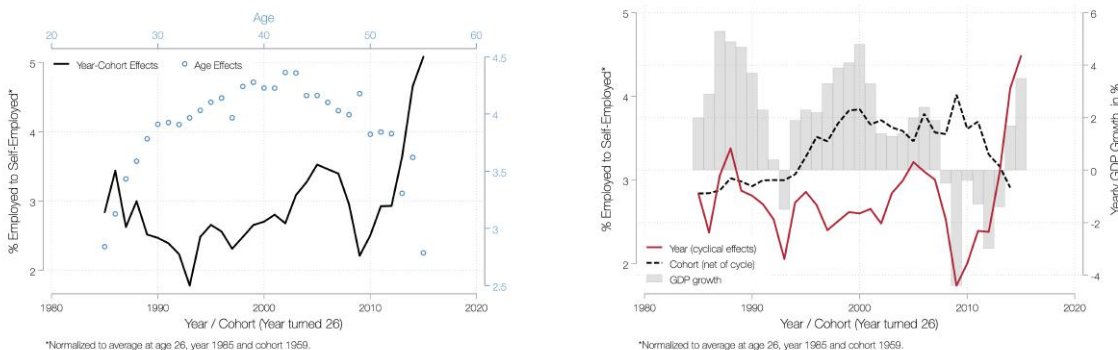 Age
20 30 40 50 60
5 4 3 2
% Employed to Self-Employed*
Year-Cohort Effects Age Effects
4.5 4 3.5 3 2.5
1980 1990 2000 2010 2020
Year / Cohort (Year turned 26)
*Normalized to average at age 26, year 1985 and cohort 1959.
5 4 3 2
% Employed to Self-Employed*
6 4 2 0 -2 -4
Yearly GDP Growth, in %
Year (cyclical effects)
Cohort (net of cycle)
GDP growth
1980 1990 2000 2010 2020
Year / Cohort (Year turned 26)
*Normalized to average at age 26, year 1985 and cohort 1959.